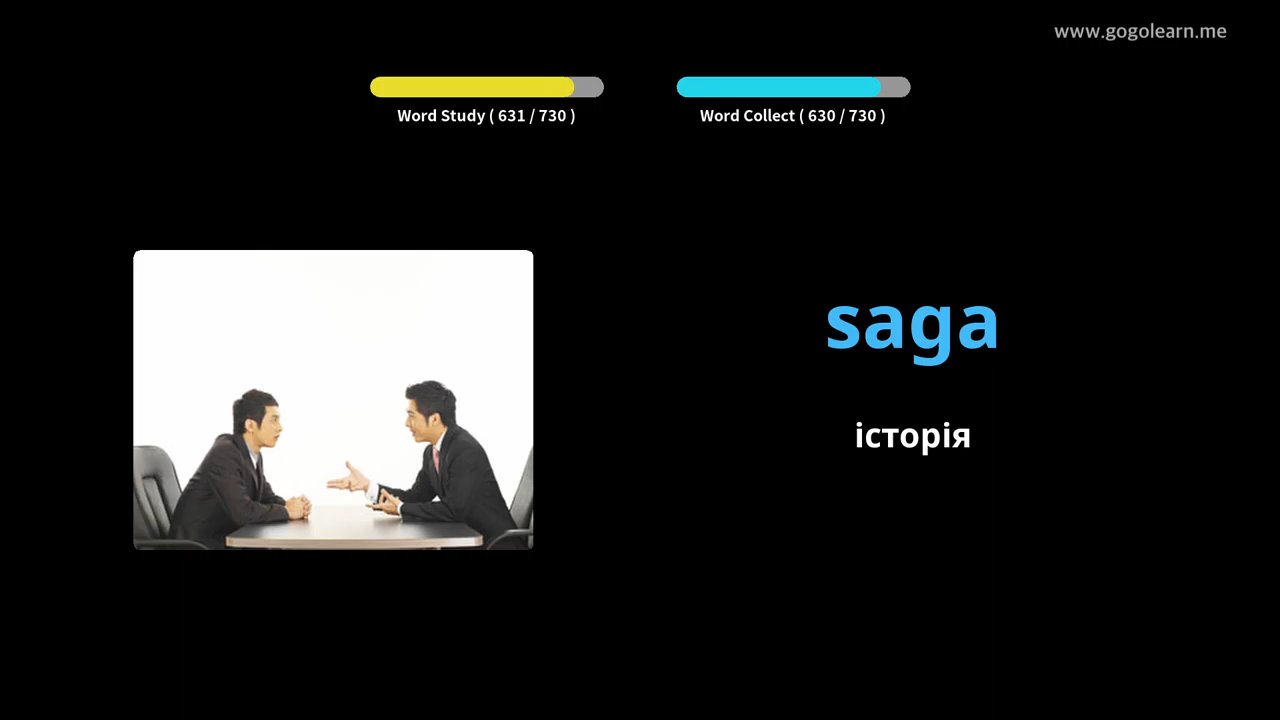 www.gogolearn.me
Word Study ( 631 / 730 )
Word Collect ( 630 / 730 )
saga
історія